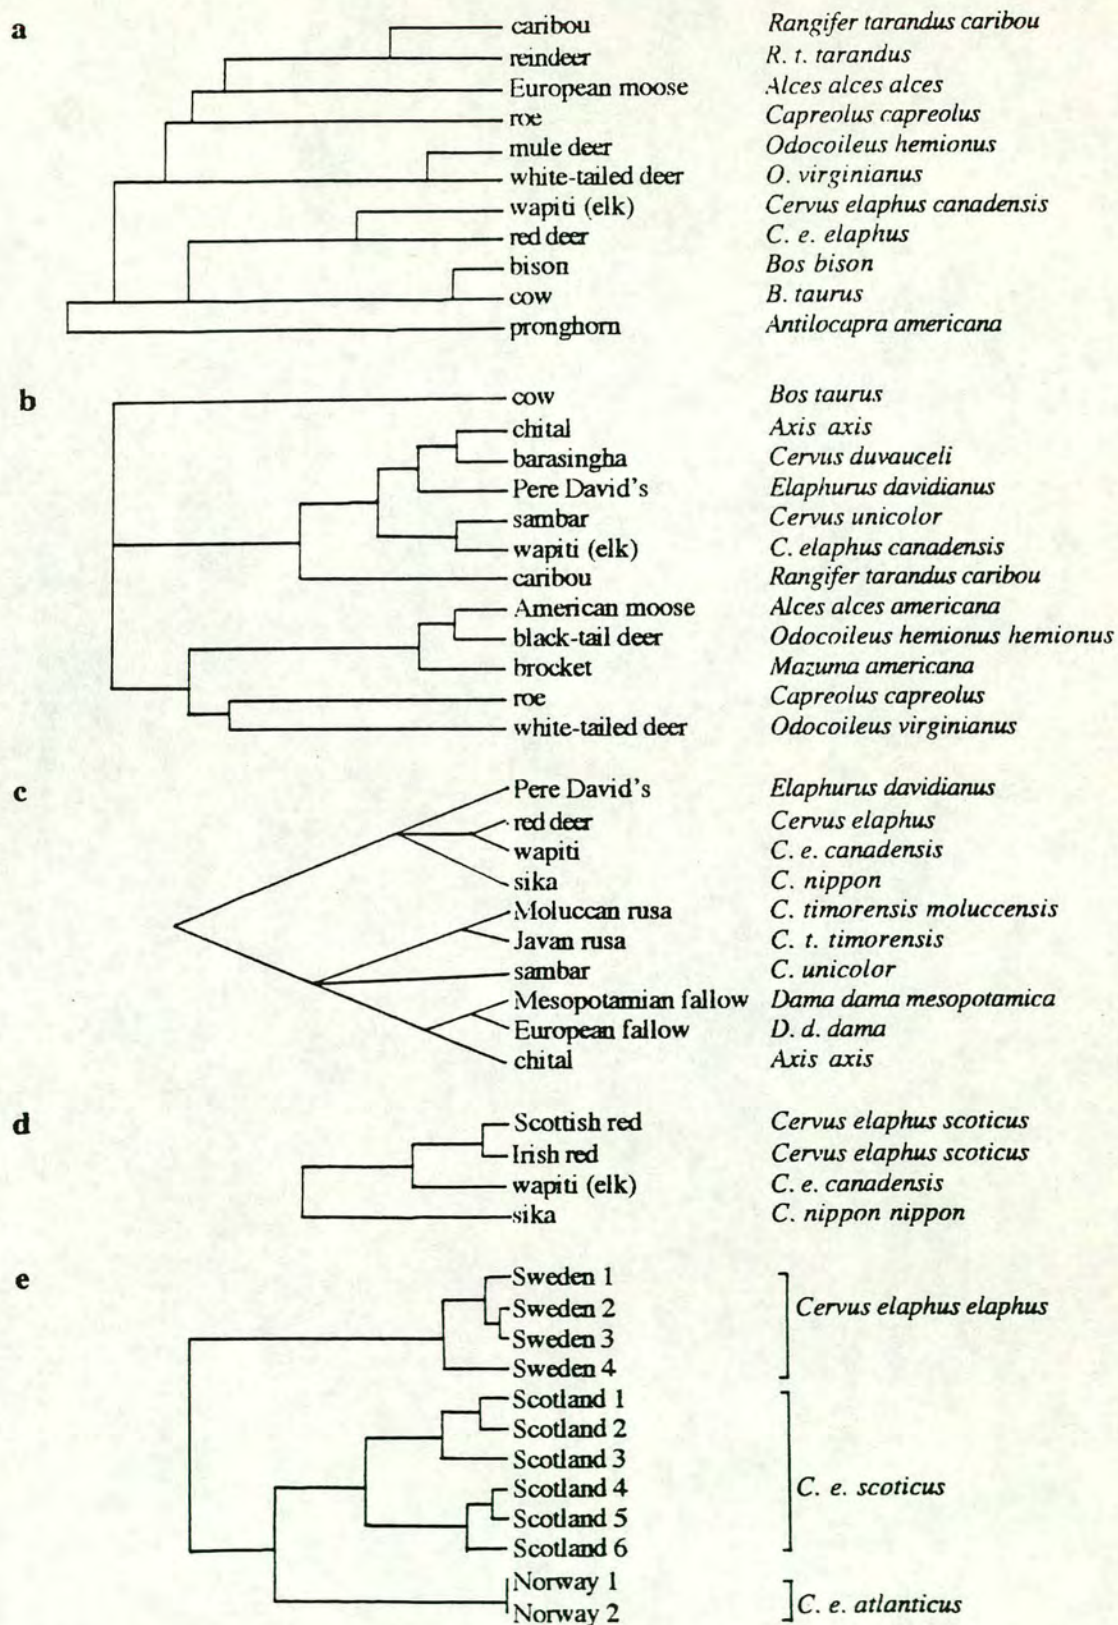 a
caribou Rangifer tarandus caribou
reindeer R. t. tarandus
European moose Alces alces alces
roe Capreolus capreolus
mule deer Odocoileus hemionus
white-tailed deer O. virginianus
wapiti (elk) Cervus elaphus canadensis
red deer C. e. elaphus
bison Bos bison
cow B. taurus
pronghorn Antilocapra americana
b
cow Bos taurus
chital Axis axis
barasingha Cervus duvauceli
Pere David's Elaphurus davidianus
sambar Cervus unicolor
wapiti (elk) C. elaphus canadensis
caribou Rangifer tarandus caribou
American moose Alces alces americana
black-tail deer Odocoileus hemionus hemionus
brocket Mazuma americana
roe Capreolus capreolus
white-tailed deer Odocoileus virginianus
c
Pere David's Elaphurus davidianus
red deer Cervus elaphus
wapiti C. e. canadensis
sika C. nippon
Moluccan rusa C. timorensis moluccensis
Javan rusa C. t. timorensis
sambar C. unicolor
Mesopotamian fallow Dama dama mesopotamica
European fallow D. d. dama
chital Axis axis
d
Scottish red Cervus elaphus scoticus
Irish red Cervus elaphus scoticus
wapiti (elk) C. e. canadensis
sika C. nippon nippon
e
Sweden 1
Sweden 2 Cervus elaphus elaphus
Sweden 3
Sweden 4
Scotland 1
Scotland 2
Scotland 3
Scotland 4 C. e. scoticus
Scotland 5
Scotland 6
Norway 1
Norway 2 C. e. atlanticus